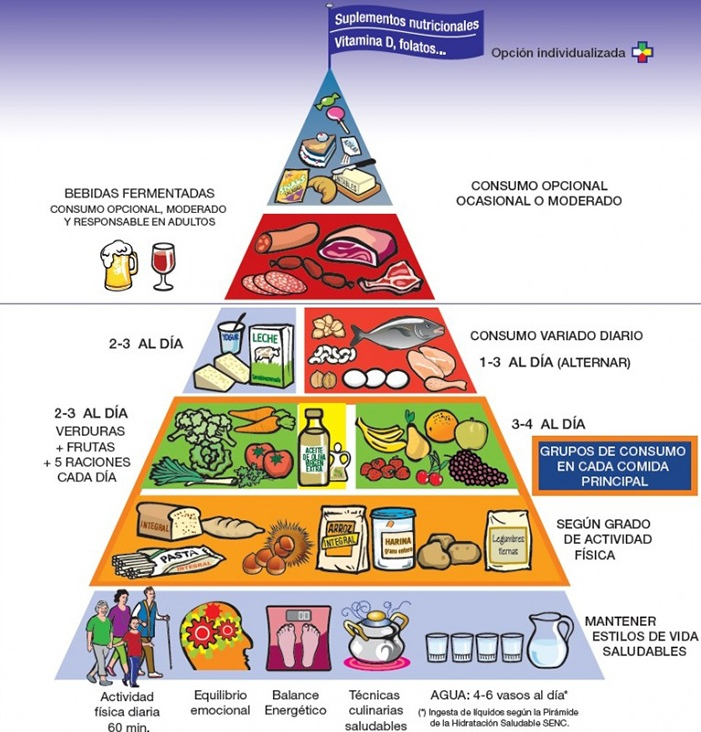 Suplementos nutricionales
Vitamina D, folatos...
Opción individualizada
AZÚCAR
SNAKS
BEBIDAS FERMENTADAS
CONSUMO OPCIONAL, MODERADO
Y RESPONSABLE EN ADULTOS
CONSUMO OPCIONAL
OCASIONAL O MODERADO
2-3 AL DÍA
YOGUR
LECHE
CONSUMO VARIADO DIARIO
1-3 AL DÍA (ALTERNAR)
2-3 AL DÍA
VERDURAS
+ FRUTAS
+ 5 RACIONES
CADA DÍA
ACEITE
DE OLIVA
VIRGEN
EXTRA
3-4 AL DÍA
GRUPOS DE CONSUMO
EN CADA COMIDA
PRINCIPAL
INTEGRAL
PASTA
INTEGRAL
ARROZ
INTEGRAL
HARINA
Grano entero
Legumbres
tiernas
SEGÚN GRADO
DE ACTIVIDAD
FÍSICA
00
MANTENER
ESTILOS DE VIDA
SALUDABLES
Actividad
física diaria
60 min.
Equilibrio
emocional
Balance
Energético
Técnicas
culinarias
saludables
AGUA: 4-6 vasos al día*
(*) Ingesta de líquidos según la Pirámide
de la Hidratación Saludable SENC.